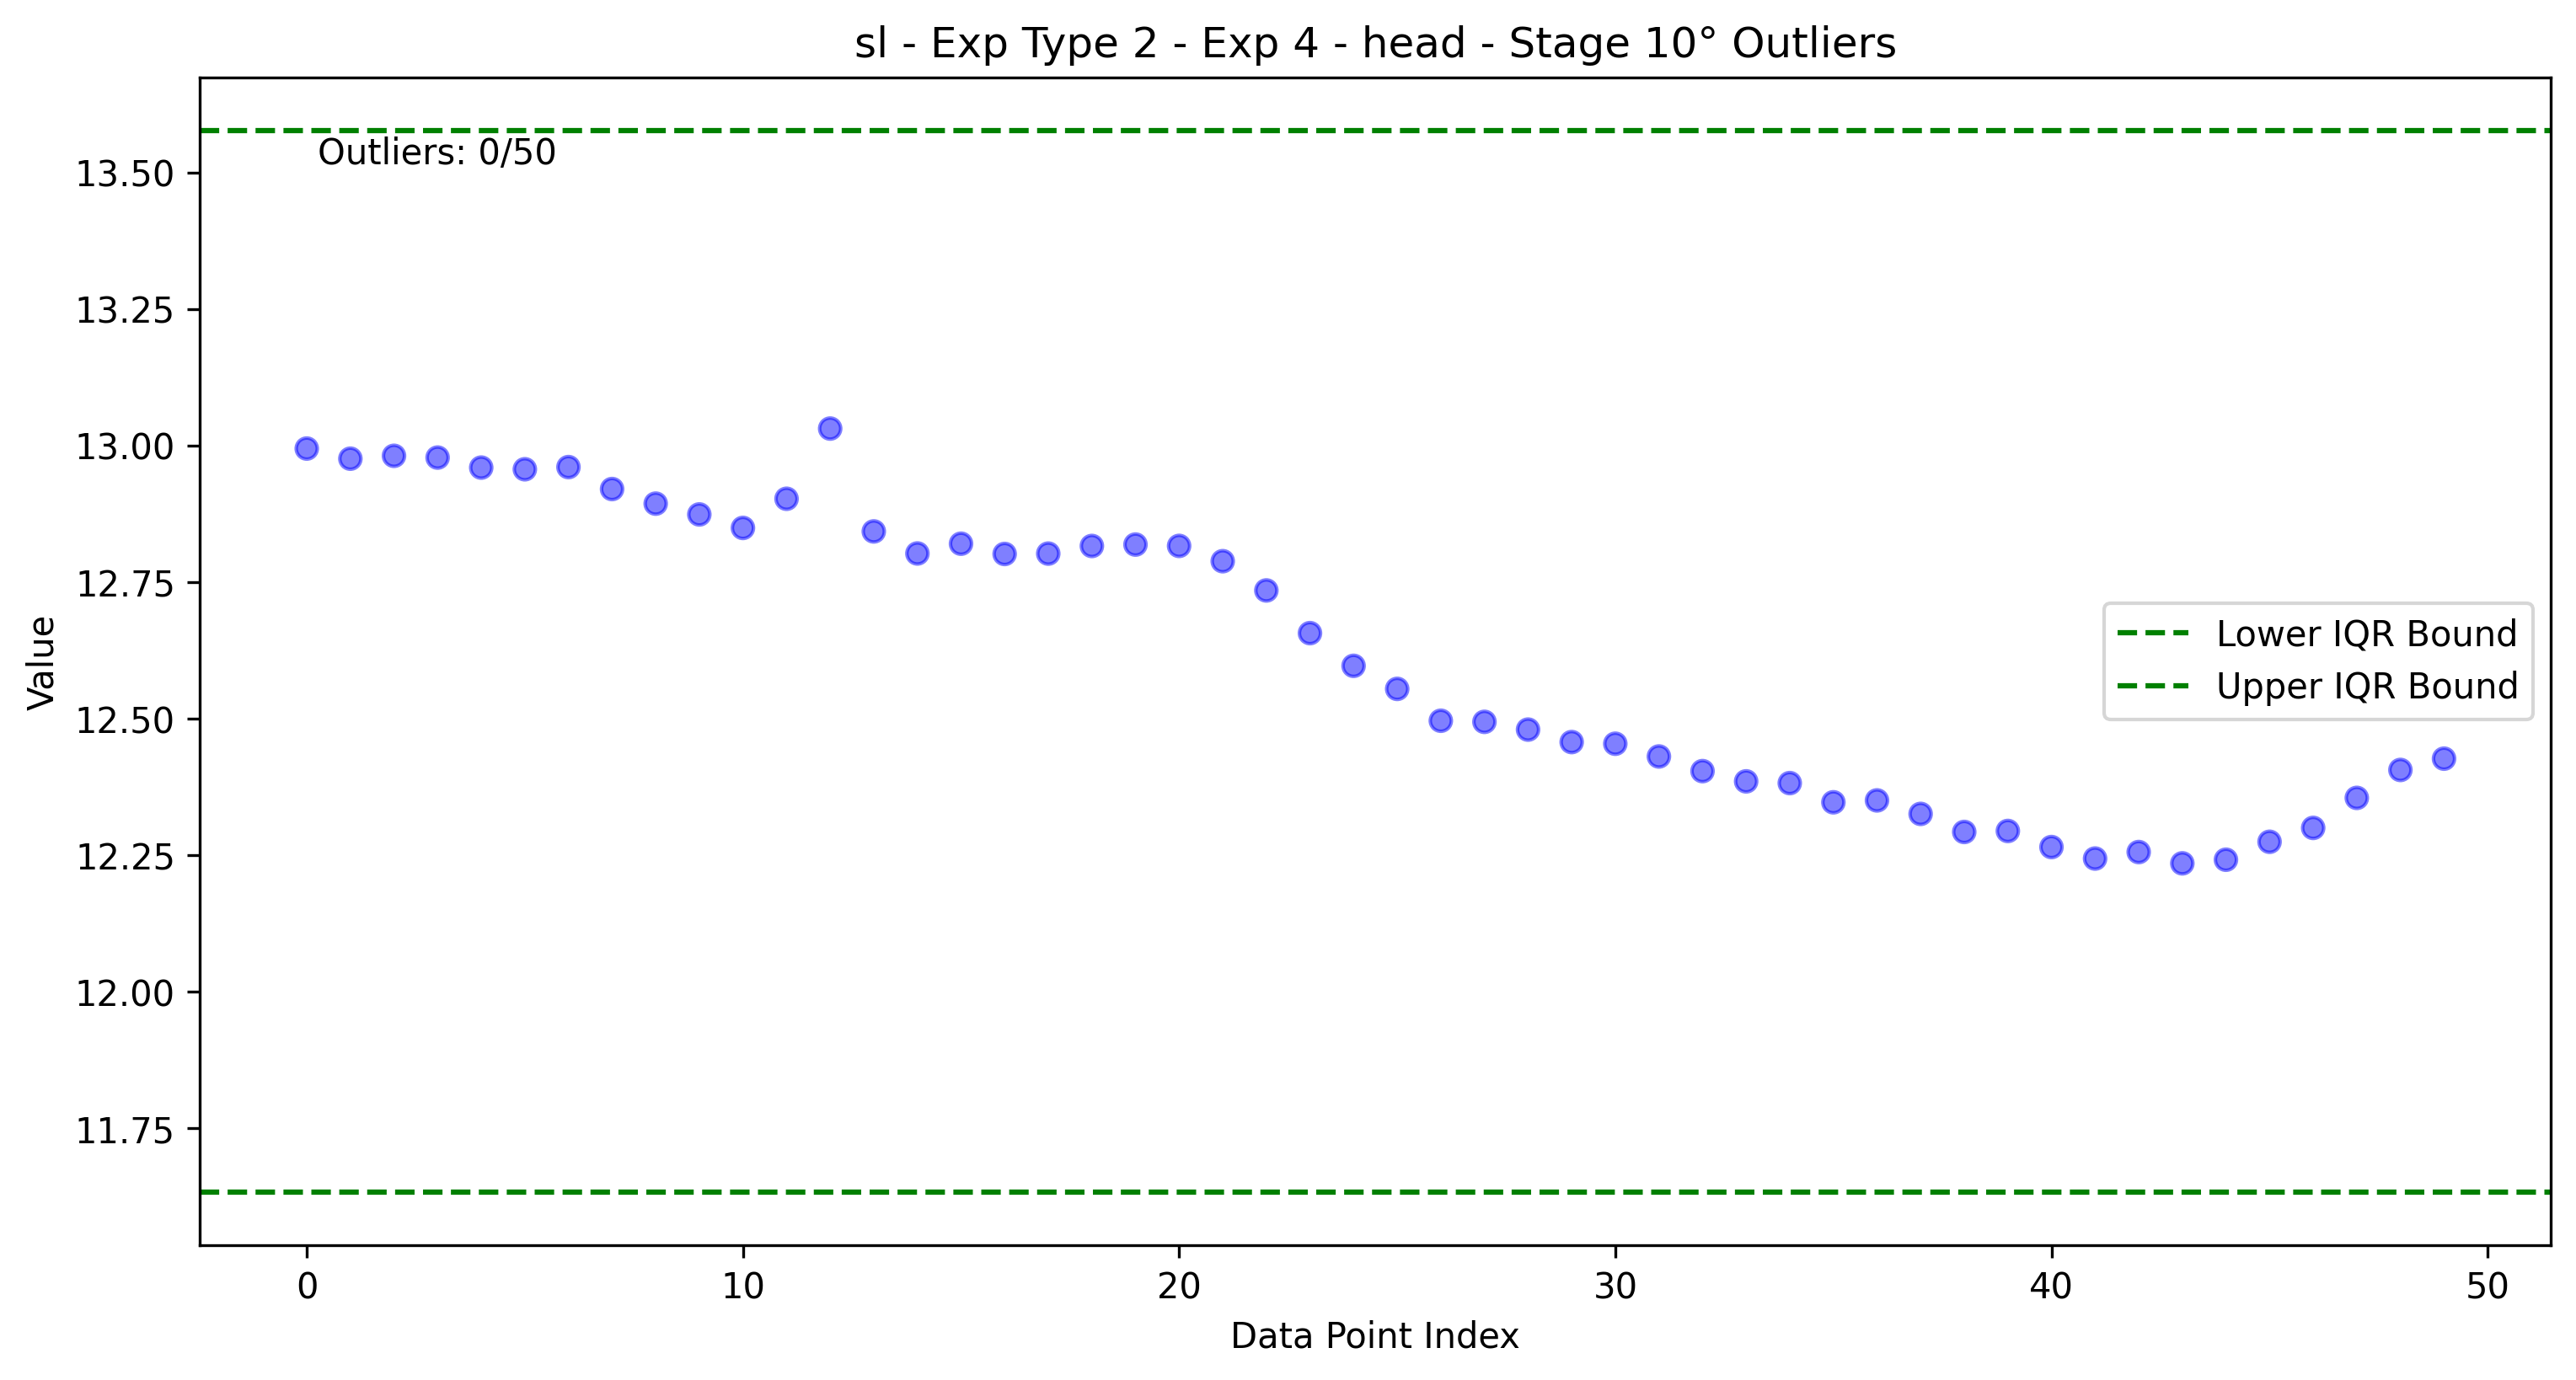 sl - Exp Type 2 - Exp 4 - head - Stage 10° Outliers
Outliers: 0/50
13.50
13.25
13.00
12.75
12.50
12.25
12.00
11.75
Value
Lower IQR Bound
Upper IQR Bound
0 10 20 30 40 50
Data Point Index